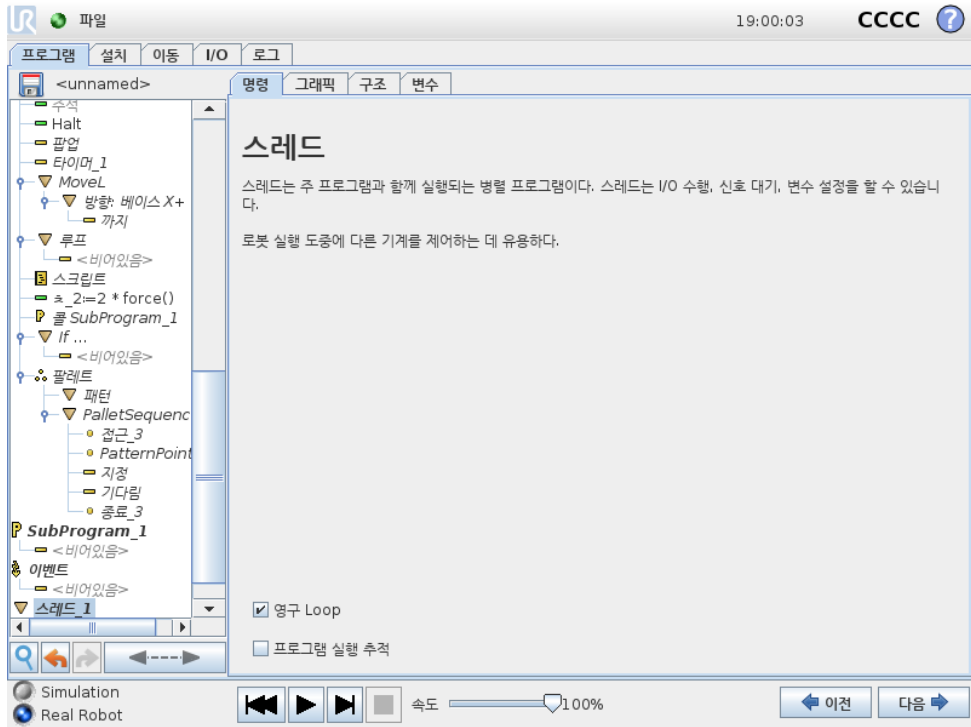 UR 파일 19:00:03 CCCC ?
프로그램 설치 이동 I/O 로그
<unnamed> 명령 그래픽 구조 변수
주석
Halt
팝업
타이머_1
MoveL
방향: 베이스 X+
까지
루프
<비어있음>
스크립트
ㅊ_2:=2 * force()
콜 SubProgram_1
If ...
<비어있음>
팔레트
패턴
PalletSequenc
접근_3
PatternPoint
지정
기다림
종료_3
SubProgram_1
<비어있음>
이벤트
<비어있음>
스레드_1
스레드
스레드는 주 프로그램과 함께 실행되는 병렬 프로그램이다. 스레드는 I/O 수행, 신호 대기, 변수 설정을 할 수 있습니
다.
로봇 실행 도중에 다른 기계를 제어하는 데 유용하다.
영구 Loop
프로그램 실행 추적
Simulation
Real Robot
속도 100%
이전 다음